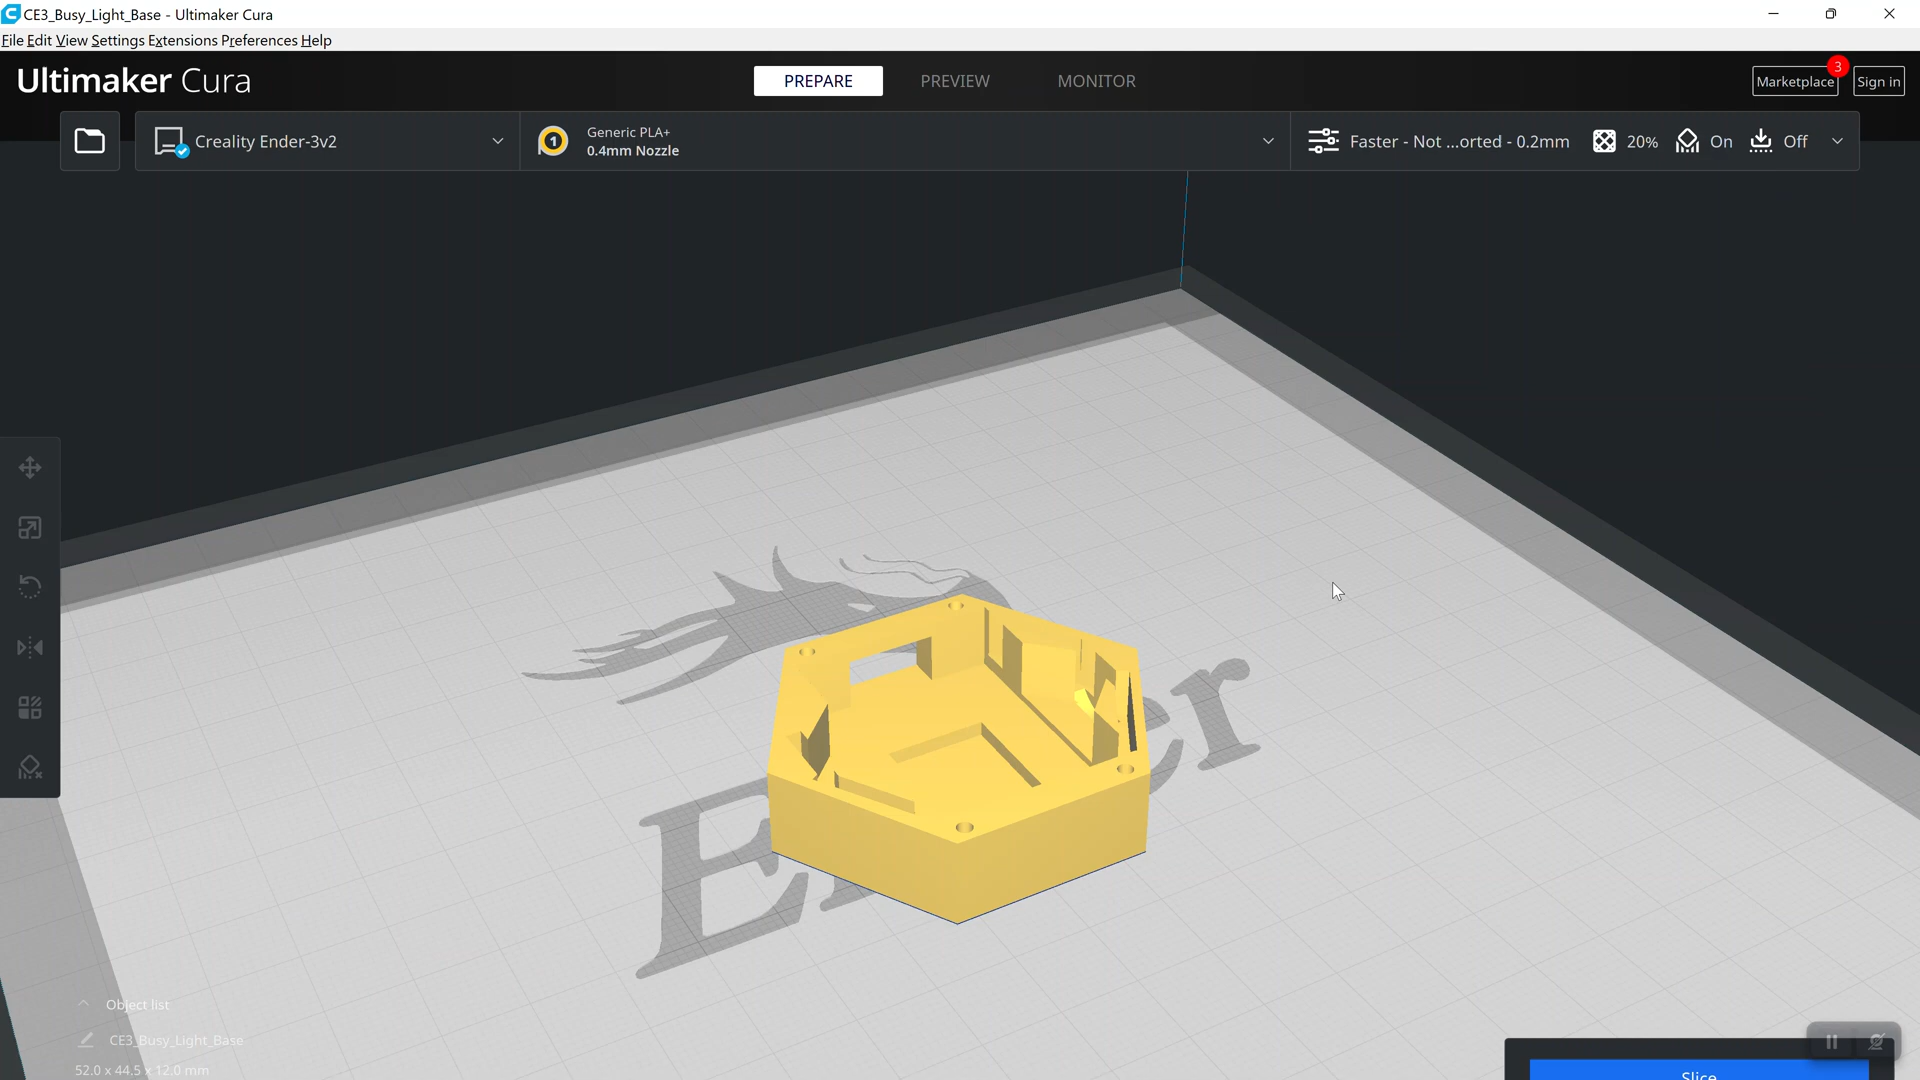 CE3_Busy_Light_Base - Ultimaker Cura
File Edit View Settings Extensions Preferences Help
Ultimaker Cura
PREPARE PREVIEW MONITOR
3
Marketplace Sign in
Creality Ender-3v2
1
Generic PLA+
0.4mm Nozzle
Faster - Not ...orted - 0.2mm 20% On Off
Object list
CE3_Busy_Light_Base
52.0 x 44.5 x 12.0 mm
Slice